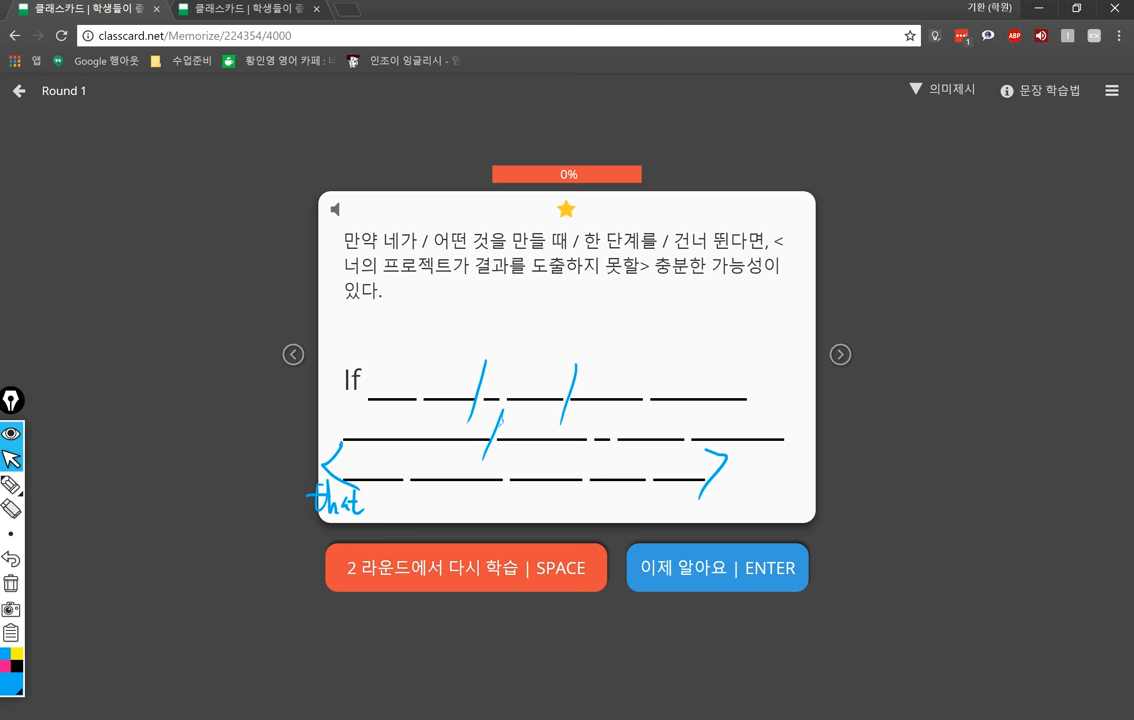 클래스카드 | 학생들이 좋
클래스카드 | 학생들이 좋
기환 (학원)
classcard.net/Memorize/224354/4000
앱
Google 행아웃
수업준비
황인영 영어 카페 : 네
인조이 잉글리시 -
Round 1
의미제시
문장 학습법
0%
만약 네가 / 어떤 것을 만들 때 / 한 단계를 / 건너 뛴다면, <
너의 프로젝트가 결과를 도출하지 못할> 충분한 가능성이
있다.
If
that
2 라운드에서 다시 학습 | SPACE
이제 알아요 | ENTER